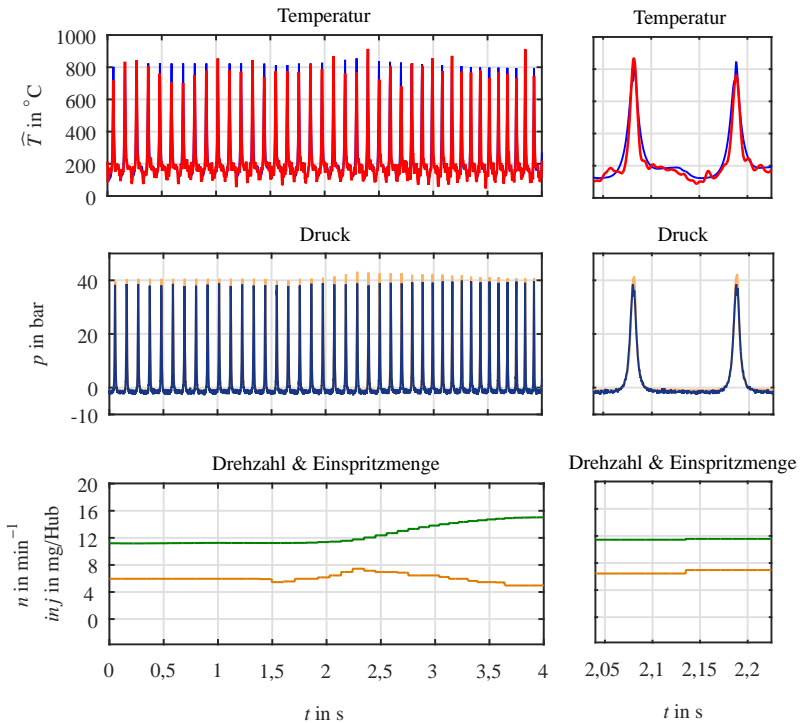 Temperatur
Temperatur
1000
800
600
400
200
0
T̂ in °C
Druck
Druck
40
20
0
-10
p in bar
Drehzahl & Einspritzmenge
Drehzahl & Einspritzmenge
20
16
12
8
4
0
n in min⁻¹
inj in mg/Hub
0 0,5 1 1,5 2 2,5 3 3,5 4
2,05 2,1 2,15 2,2
t in s
t in s